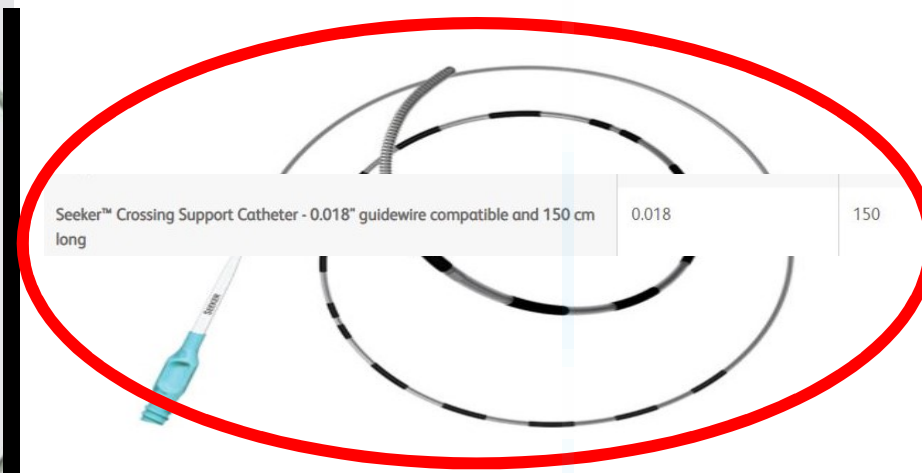 Seeker™ Crossing Support Catheter - 0.018" guidewire compatible and 150 cm
long
0.018
150
SEEKER